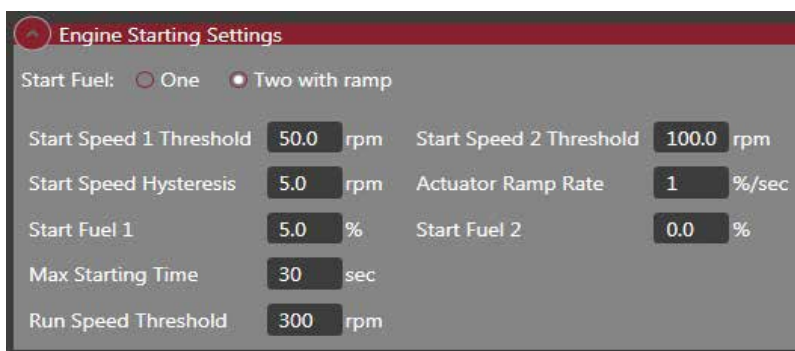 Engine Starting Settings
Start Fuel: One Two with ramp
Start Speed 1 Threshold 50.0 rpm Start Speed 2 Threshold 100.0 rpm
Start Speed Hysteresis 5.0 rpm Actuator Ramp Rate 1 %/sec
Start Fuel 1 5.0 % Start Fuel 2 0.0 %
Max Starting Time 30 sec
Run Speed Threshold 300 rpm